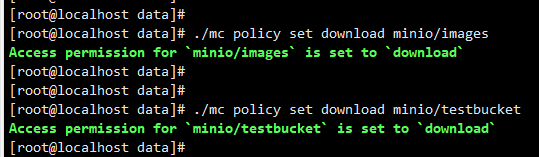 [root@localhost data]#
[root@localhost data]# ./mc policy set download minio/images
Access permission for `minio/images` is set to `download`
[root@localhost data]#
[root@localhost data]#
[root@localhost data]# ./mc policy set download minio/testbucket
Access permission for `minio/testbucket` is set to `download`
[root@localhost data]#